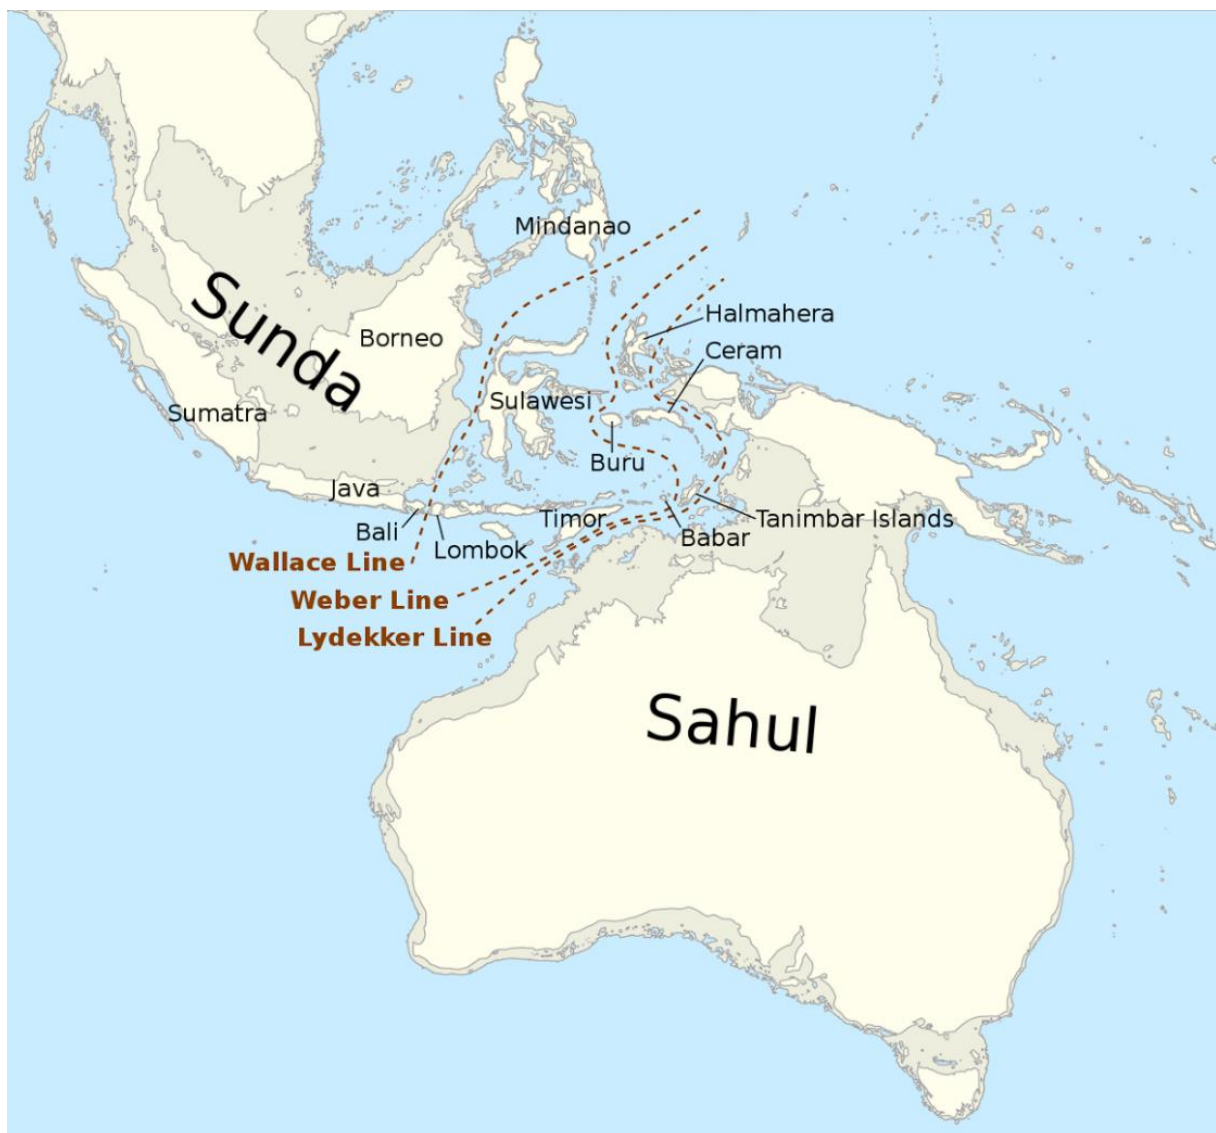 Mindanao
Sunda
Halmahera
Borneo
Ceram
Sulawesi
Sumatra
Buru
Java
Timor
Tanimbar Islands
Bali
Babar
Lombok
Wallace Line
Weber Line
Lydekker Line
Sahul